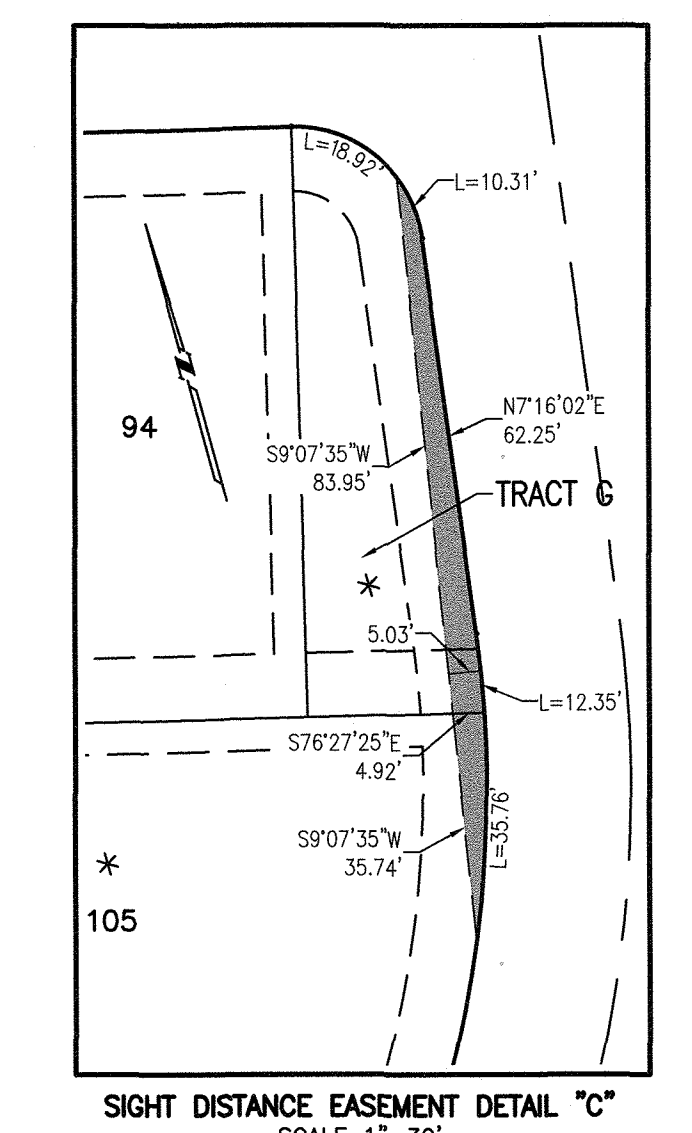 L=18.92'
L=10.31'
N
94
N7°16'02"E
62.25'
S9°07'35"W
83.95'
TRACT G
*
5.03'
L=12.35'
S76°27'25"E
4.92'
L=35.76'
S9°07'35"W
35.74'
*
105
SIGHT DISTANCE EASEMENT DETAIL "C"